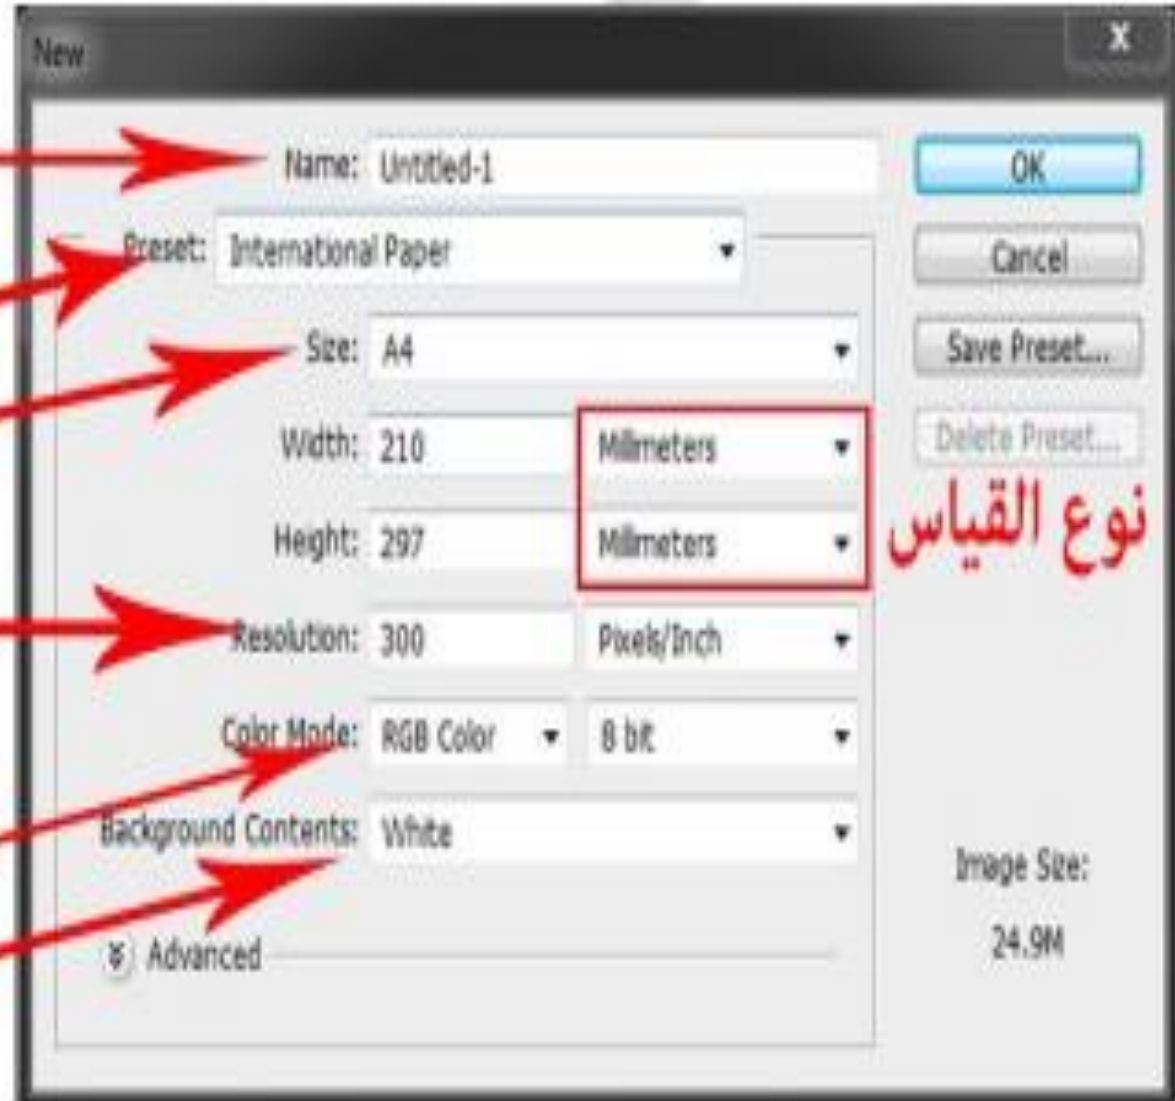 New
X
Name: Untitled-1
OK
Preset: International Paper
Cancel
Size: A4
Save Preset...
Width: 210 Millimeters
Delete Preset...
نوع القياس
Height: 297 Millimeters
Resolution: 300 Pixels/Inch
Color Mode: RGB Color 8 bit
Background Contents: White
Image Size:
24.9M
Advanced